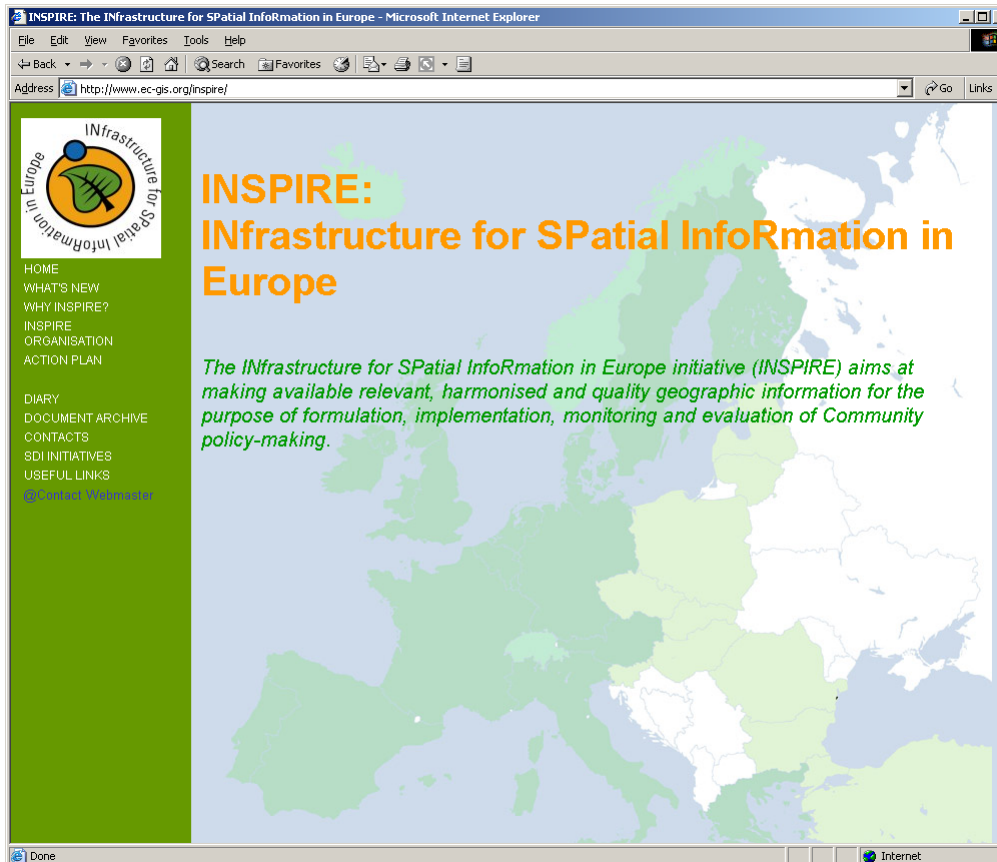 INSPIRE: The INfrastructure for SPatial InfoRmation in Europe - Microsoft Internet Explorer
File Edit View Favorites Tools Help
Back Search Favorites
Address http://www.ec-gis.org/inspire/ Go Links
INfrastructure for SPatial InfoRmation in Europe
HOME
WHAT'S NEW
WHY INSPIRE?
INSPIRE
ORGANISATION
ACTION PLAN
DIARY
DOCUMENT ARCHIVE
CONTACTS
SDI INITIATIVES
USEFUL LINKS
@Contact Webmaster
INSPIRE:
INfrastructure for SPatial InfoRmation in
Europe
The INfrastructure for SPatial InfoRmation in Europe initiative (INSPIRE) aims at
making available relevant, harmonised and quality geographic information for the
purpose of formulation, implementation, monitoring and evaluation of Community
policy-making.
Done Internet